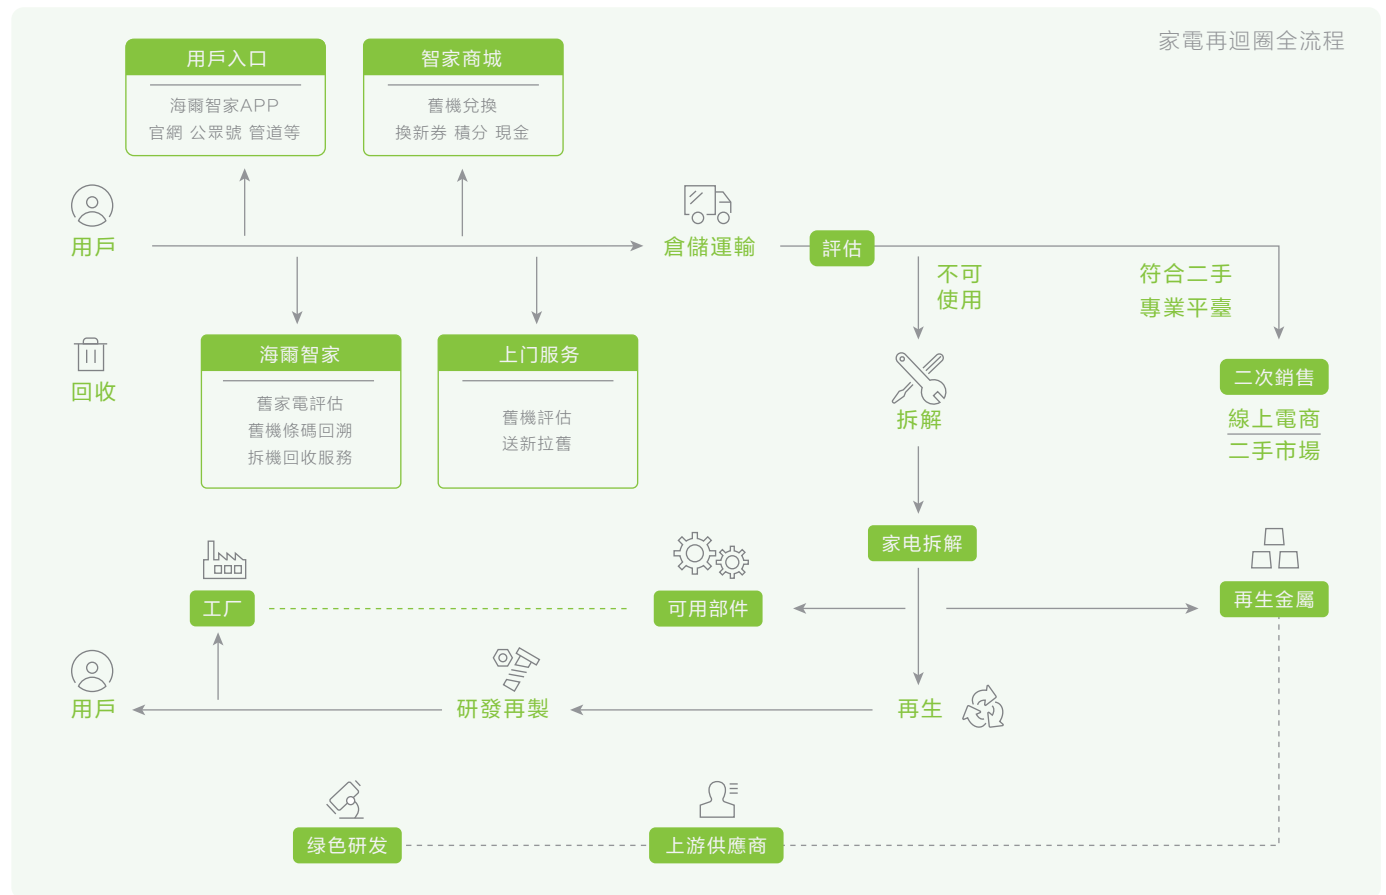 家電再迴圈全流程
用戶入口
海爾智家APP
官網 公眾號 管道等
智家商城
舊機兌換
換新券 積分 現金
用戶
倉儲運輸
評估
不可
使用
符合二手
專業平臺
回收
海爾智家
舊家電評估
舊機條碼回溯
拆機回收服務
上门服务
舊機評估
送新拉舊
拆解
二次銷售
線上電商
二手市場
家电拆解
工厂
可用部件
再生金屬
用戶
研發再製
再生
绿色研发
上游供應商